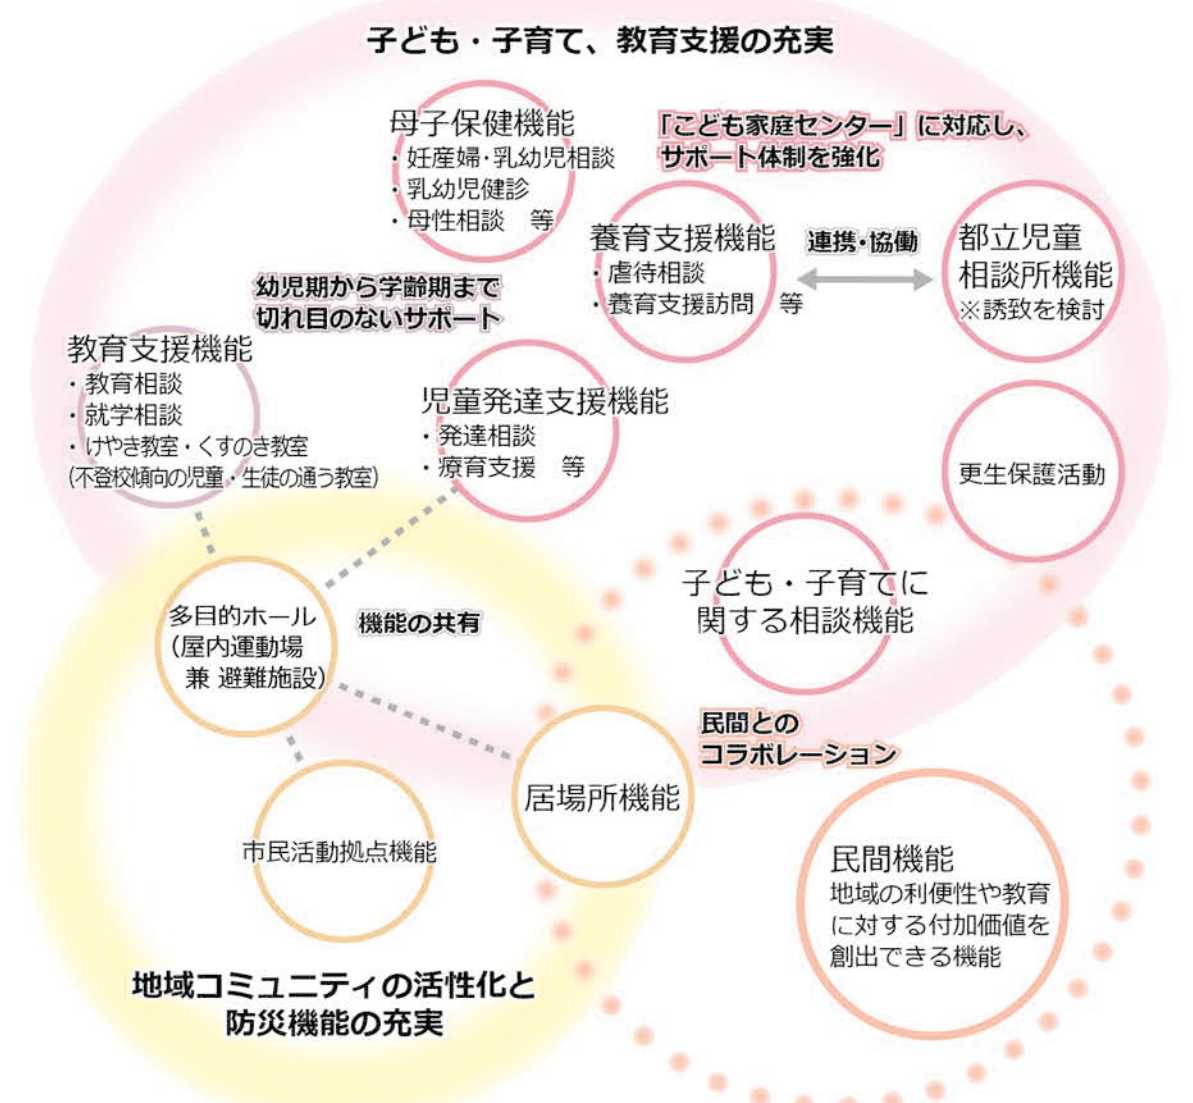 子ども・子育て、教育支援の充実
母子保健機能
・妊産婦・乳幼児相談
・乳幼児健診
・母性相談　等
「こども家庭センター」に対応し、
サポート体制を強化
養育支援機能
・虐待相談
・養育支援訪問　等
連携・協働
都立児童
相談所機能
※誘致を検討
幼児期から学齢期まで
切れ目のないサポート
教育支援機能
・教育相談
・就学相談
・けやき教室・くすのき教室
(不登校傾向の児童・生徒の通う教室)
児童発達支援機能
・発達相談
・療育支援　等
更生保護活動
子ども・子育てに
関する相談機能
多目的ホール
(屋内運動場
兼 避難施設)
機能の共有
民間との
コラボレーション
居場所機能
市民活動拠点機能
民間機能
地域の利便性や教育
に対する付加価値を
創出できる機能
地域コミュニティの活性化と
防災機能の充実